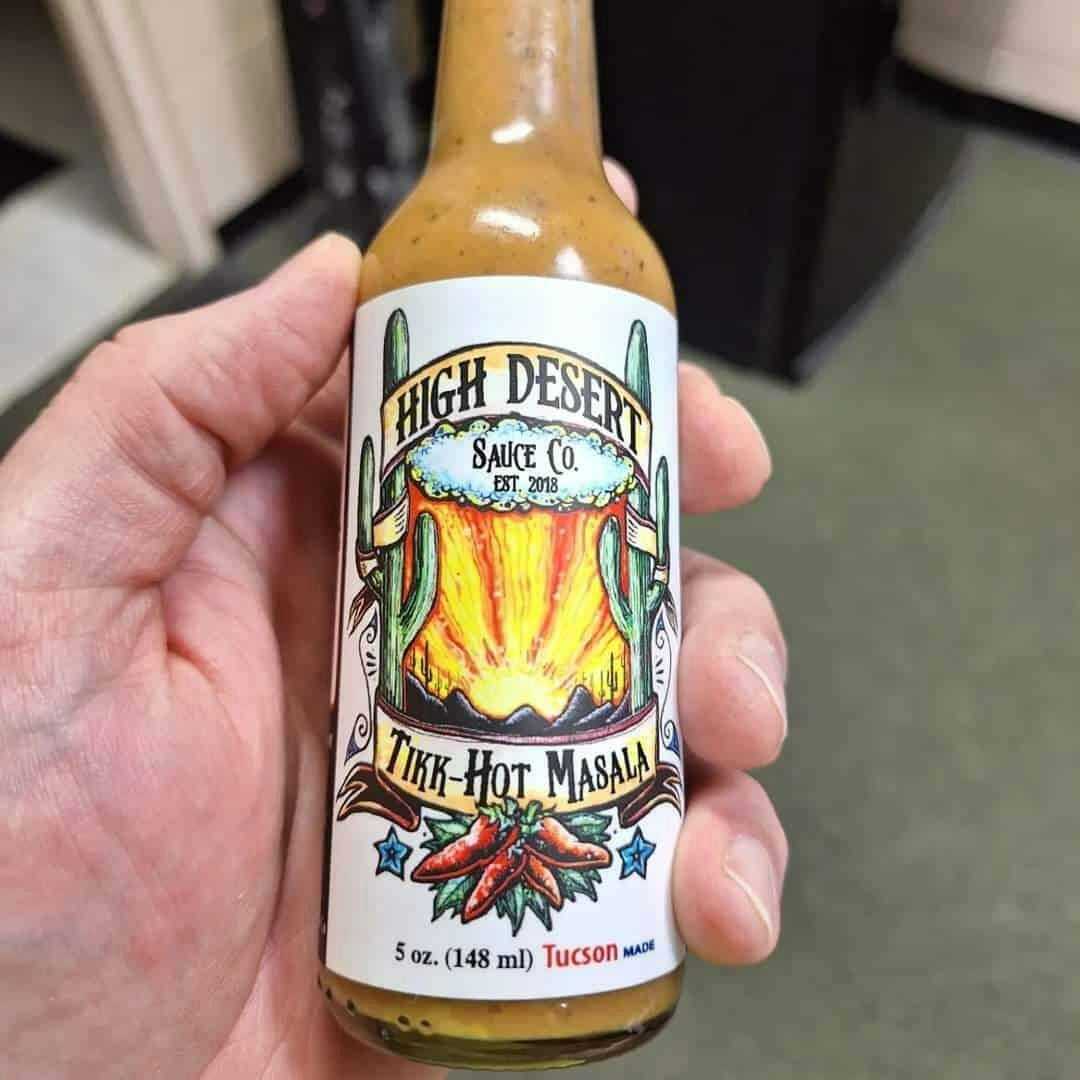 HIGH DESERT
SAUCE CO.
EST. 2018
TIKK-HOT MASALA
5 oz. (148 ml) Tucson MADE